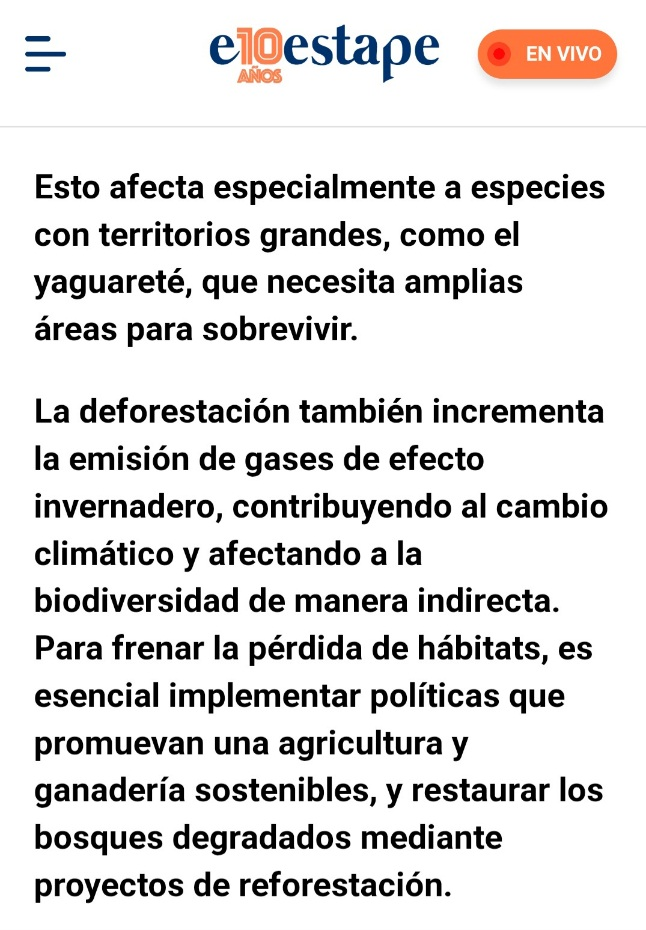 e10estape
AÑOS
EN VIVO
Esto afecta especialmente a especies
con territorios grandes, como el
yaguareté, que necesita amplias
áreas para sobrevivir.
La deforestación también incrementa
la emisión de gases de efecto
invernadero, contribuyendo al cambio
climático y afectando a la
biodiversidad de manera indirecta.
Para frenar la pérdida de hábitats, es
esencial implementar políticas que
promuevan una agricultura y
ganadería sostenibles, y restaurar los
bosques degradados mediante
proyectos de reforestación.